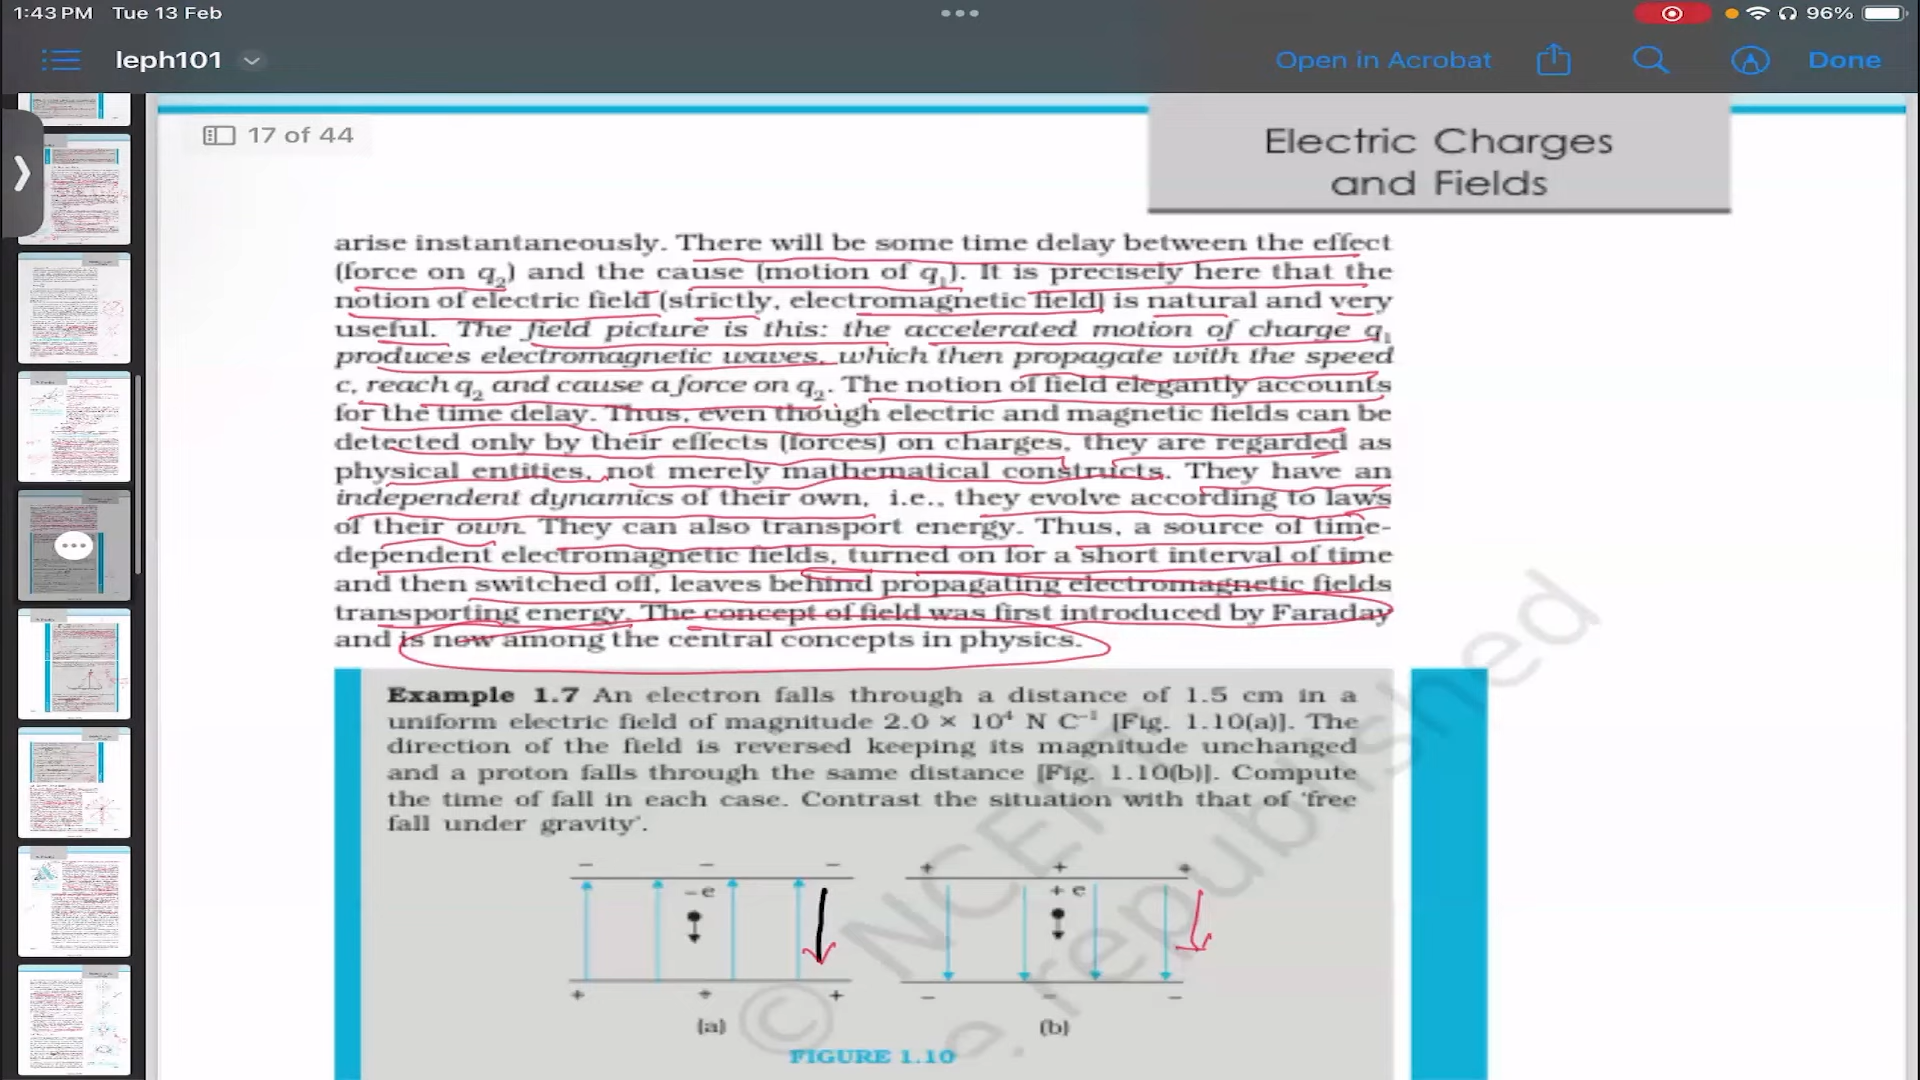 1:43 PM Tue 13 Feb
96%
leph101
Open in Acrobat
Done
17 of 44
Electric Charges
and Fields
arise instantaneously. There will be some time delay between the effect
(force on q₂) and the cause (motion of q₁). It is precisely here that the
notion of electric field (strictly, electromagnetic field) is natural and very
useful. The field picture is this: the accelerated motion of charge q₁
produces electromagnetic waves, which then propagate with the speed
c, reach q₂ and cause a force on q₂. The notion of field elegantly accounts
for the time delay. Thus, even though electric and magnetic fields can be
detected only by their effects (forces) on charges, they are regarded as
physical entities, not merely mathematical constructs. They have an
independent dynamics of their own, i.e., they evolve according to laws
of their own. They can also transport energy. Thus, a source of time-
dependent electromagnetic fields, turned on for a short interval of time
and then switched off, leaves behind propagating electromagnetic fields
transporting energy. The concept of field was first introduced by Faraday
and is now among the central concepts in physics.
Example 1.7 An electron falls through a distance of 1.5 cm in a
uniform electric field of magnitude 2.0 × 10⁴ N C⁻¹ [Fig. 1.10(a)]. The
direction of the field is reversed keeping its magnitude unchanged
and a proton falls through the same distance [Fig. 1.10(b)]. Compute
the time of fall in each case. Contrast the situation with that of ‘free
fall under gravity’.
– – – + + +
–e +e
+ + + – – –
(a) (b)
FIGURE 1.10
© NCERT
republished